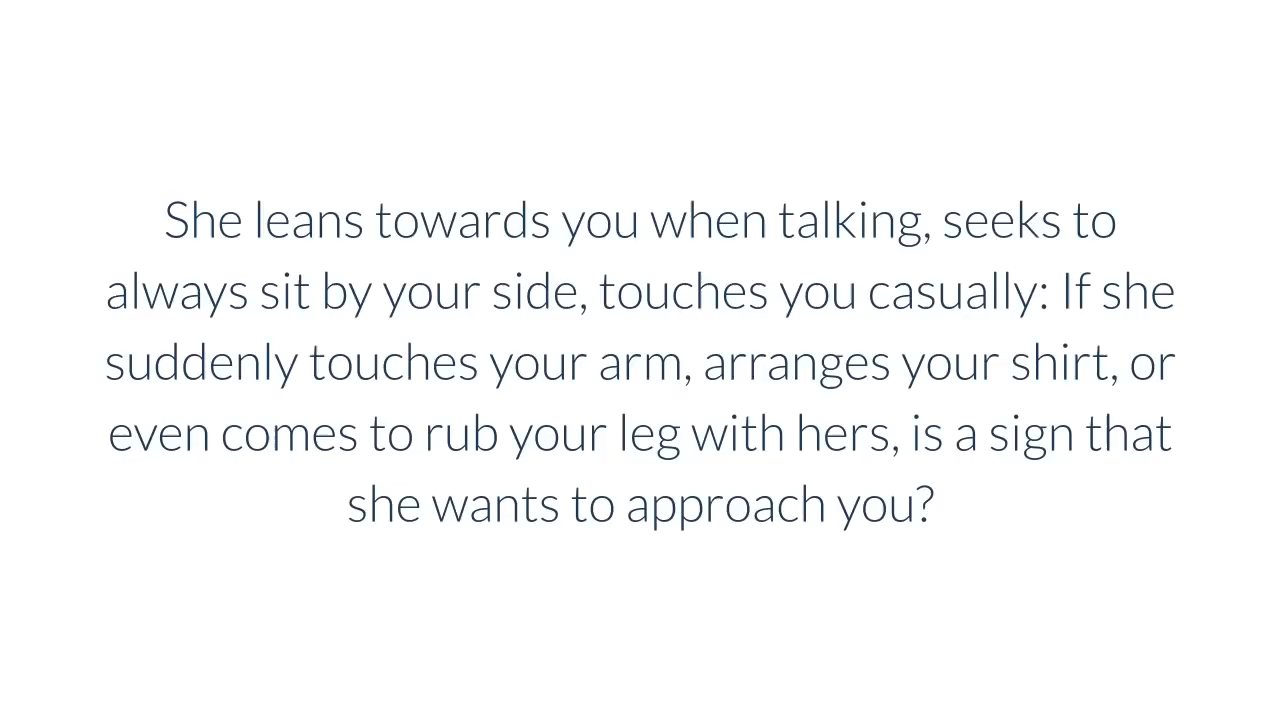 She leans towards you when talking, seeks to
always sit by your side, touches you casually: If she
suddenly touches your arm, arranges your shirt, or
even comes to rub your leg with hers, is a sign that
she wants to approach you?